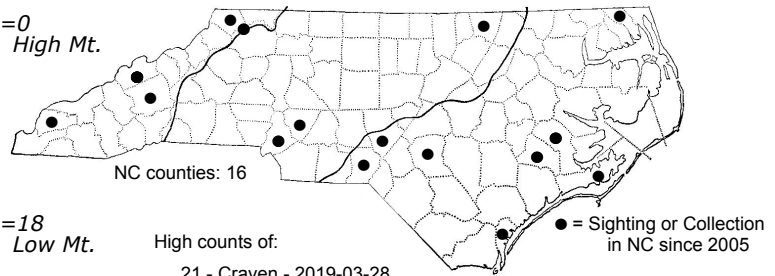 =0
High Mt.
NC counties: 16
=18
Low Mt.
High counts of:
21 - Craven - 2019-03-28
● = Sighting or Collection
in NC since 2005